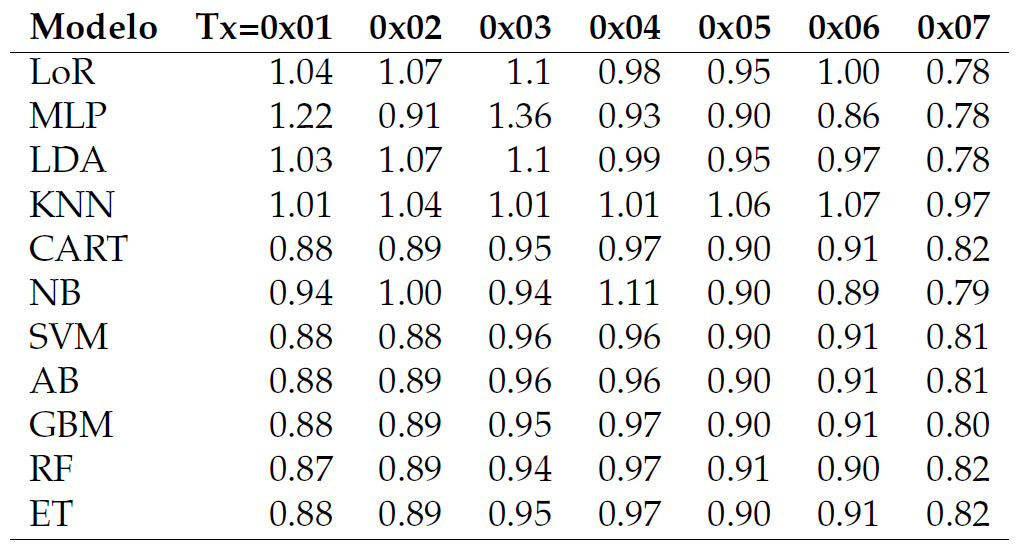 Modelo Tx=0x01 0x02 0x03 0x04 0x05 0x06 0x07
LoR 1.04 1.07 1.1 0.98 0.95 1.00 0.78
MLP 1.22 0.91 1.36 0.93 0.90 0.86 0.78
LDA 1.03 1.07 1.1 0.99 0.95 0.97 0.78
KNN 1.01 1.04 1.01 1.01 1.06 1.07 0.97
CART 0.88 0.89 0.95 0.97 0.90 0.91 0.82
NB 0.94 1.00 0.94 1.11 0.90 0.89 0.79
SVM 0.88 0.88 0.96 0.96 0.90 0.91 0.81
AB 0.88 0.89 0.96 0.96 0.90 0.91 0.81
GBM 0.88 0.89 0.95 0.97 0.90 0.91 0.80
RF 0.87 0.89 0.94 0.97 0.91 0.90 0.82
ET 0.88 0.89 0.95 0.97 0.90 0.91 0.82